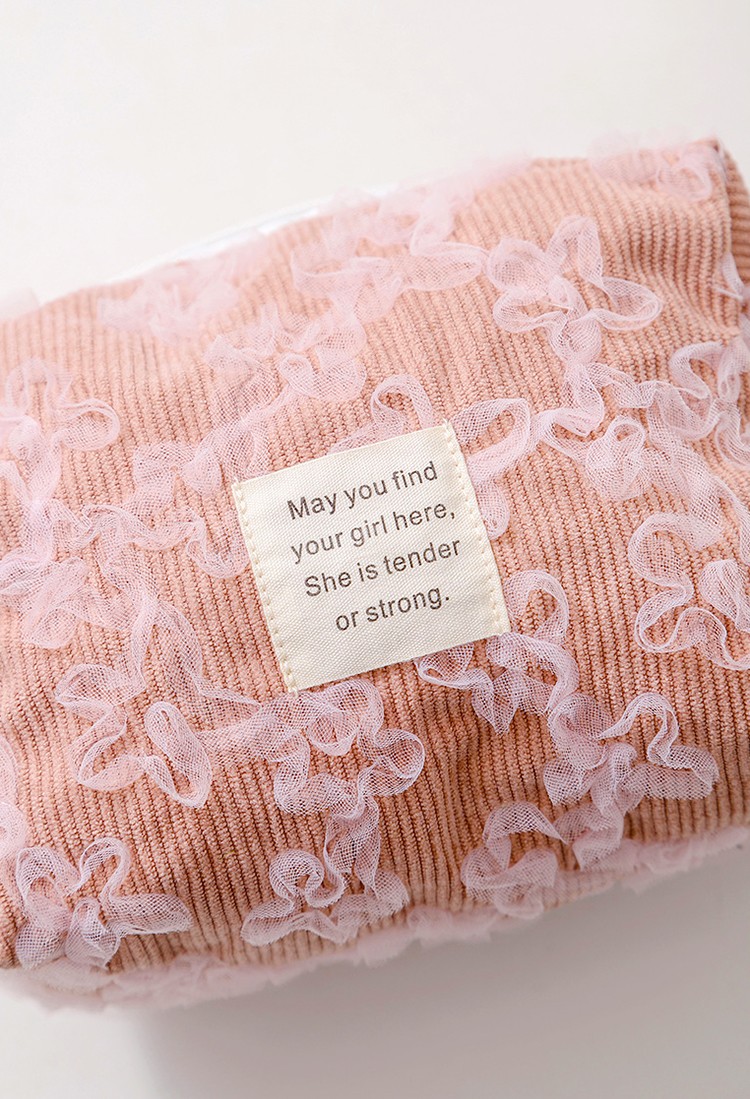 May you find
your girl here,
She is tender
or strong.